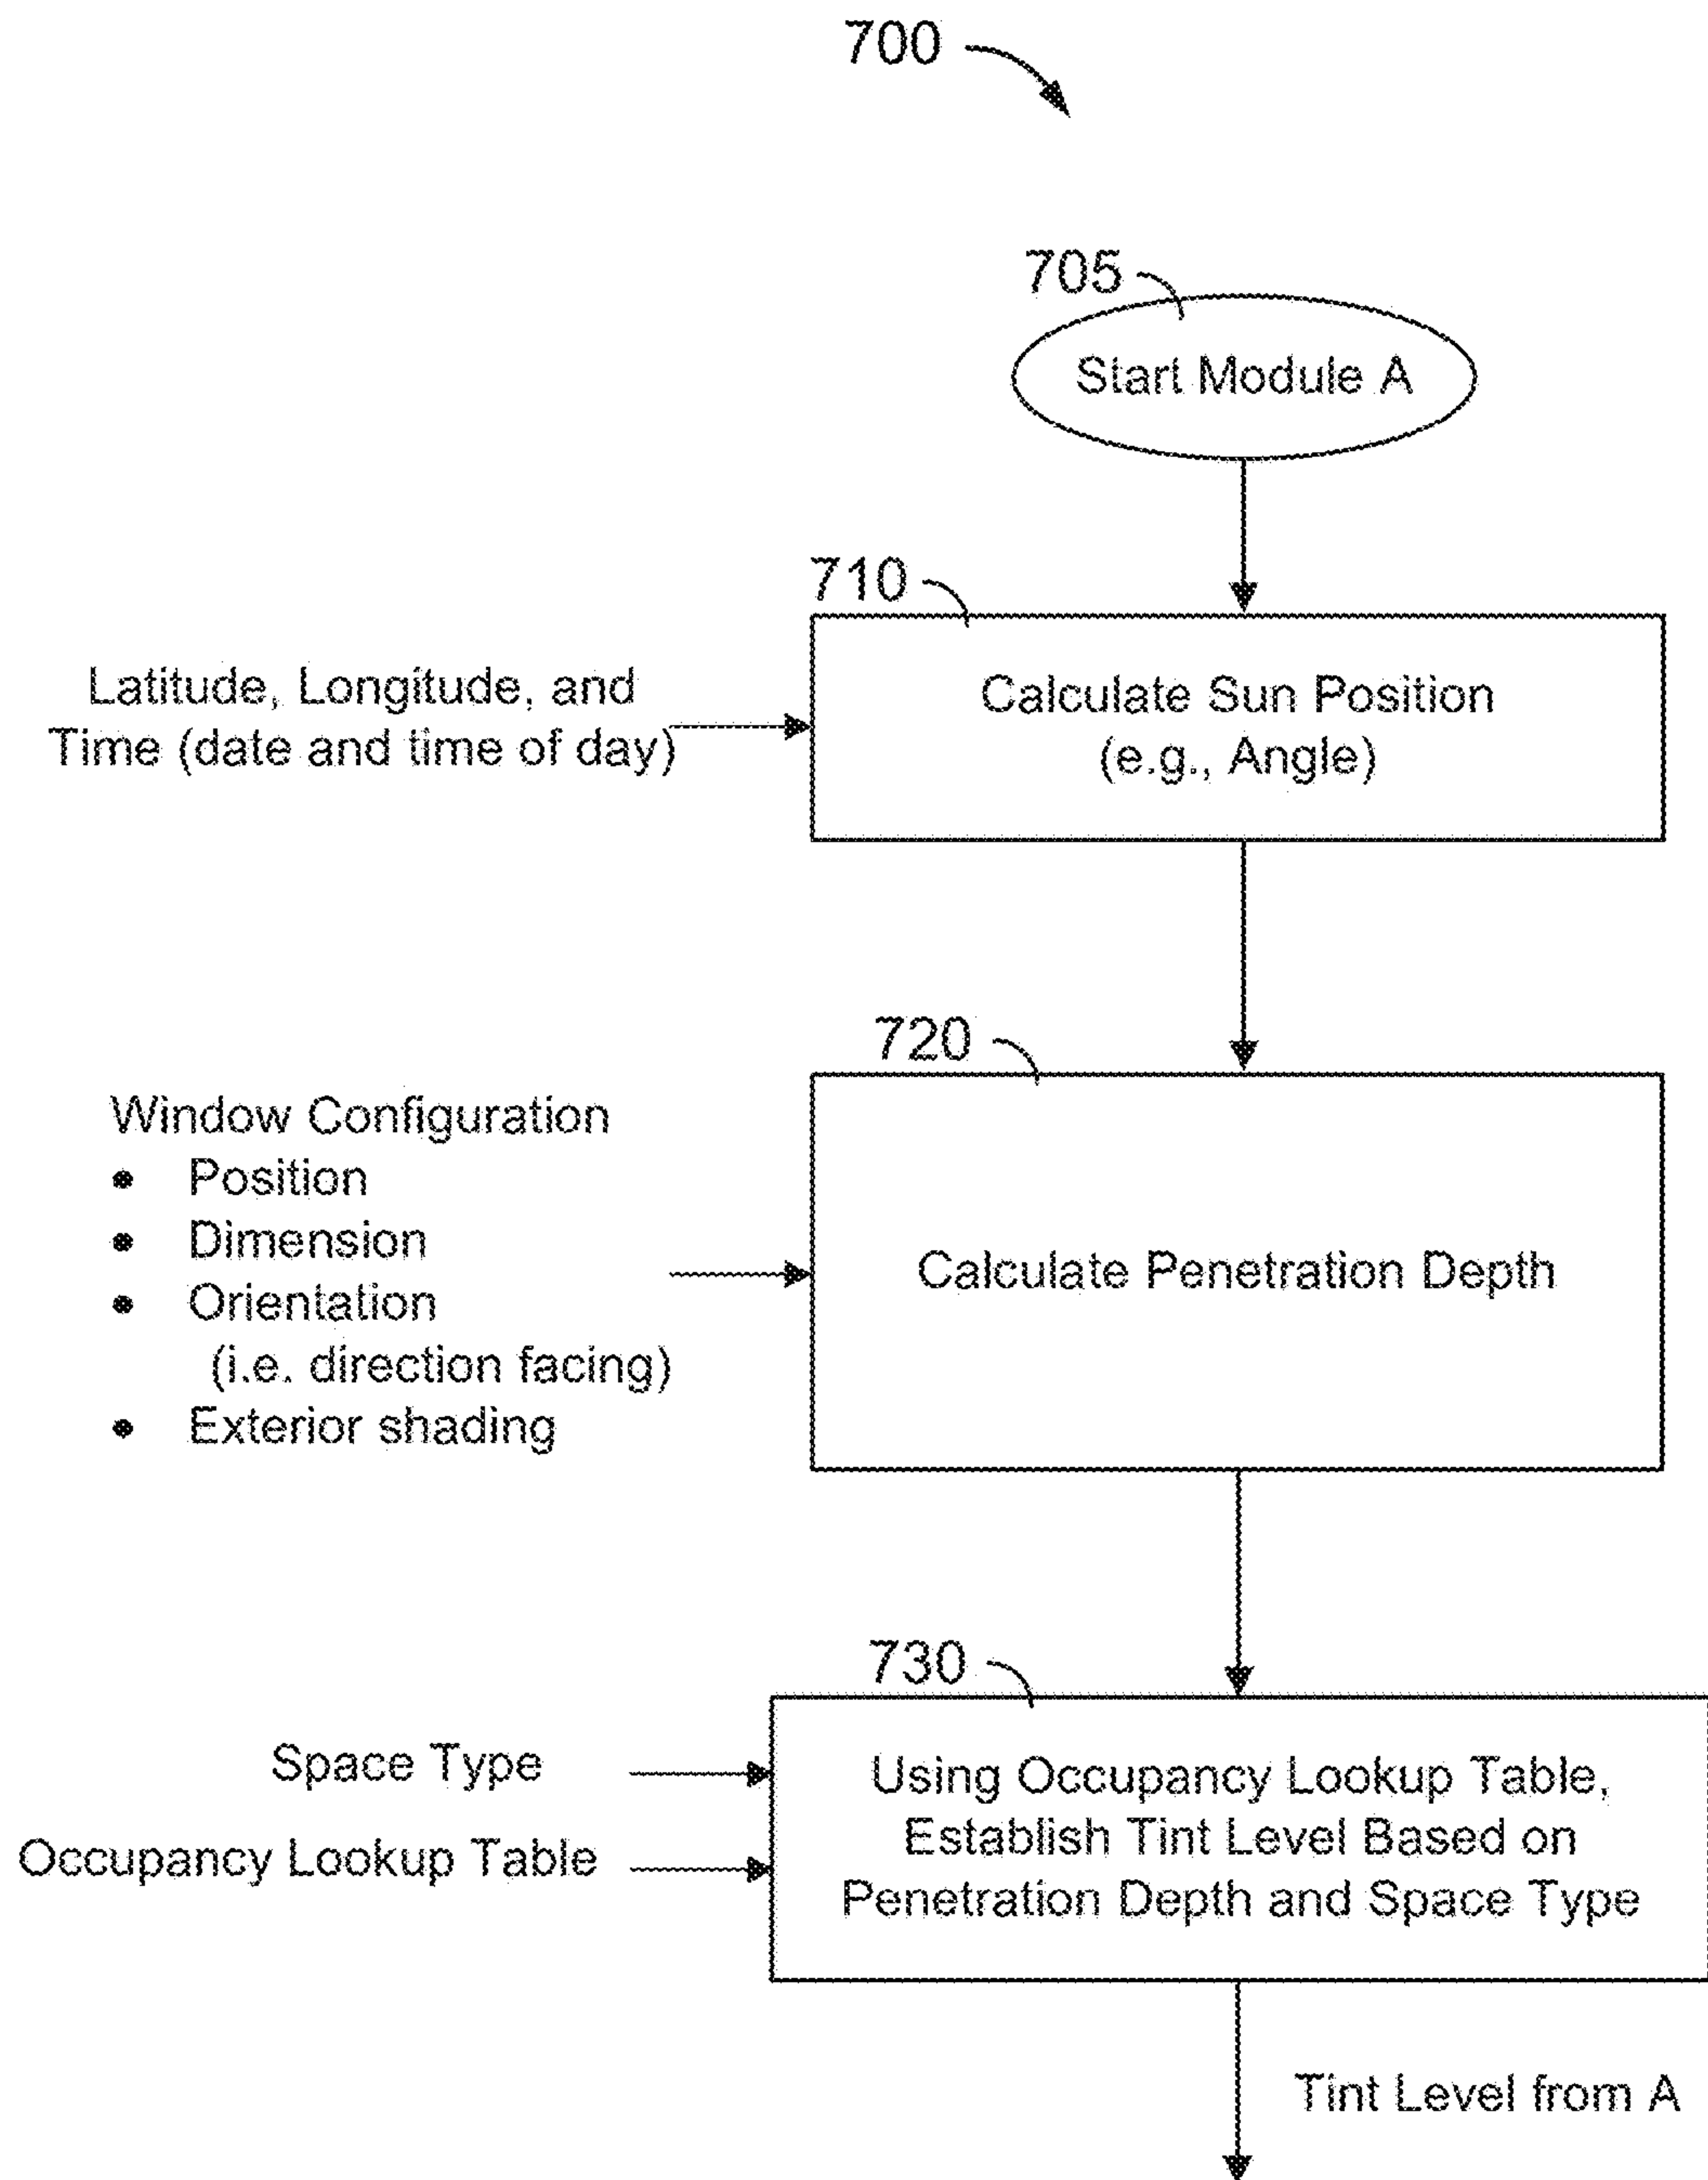 700
705
Start Module A
710
Latitude, Longitude, and
Time (date and time of day)
Calculate Sun Position
(e.g., Angle)
720
Window Configuration
• Position
• Dimension
• Orientation
(i.e. direction facing)
• Exterior shading
Calculate Penetration Depth
730
Space Type
Occupancy Lookup Table
Using Occupancy Lookup Table,
Establish Tint Level Based on
Penetration Depth and Space Type
Tint Level from A